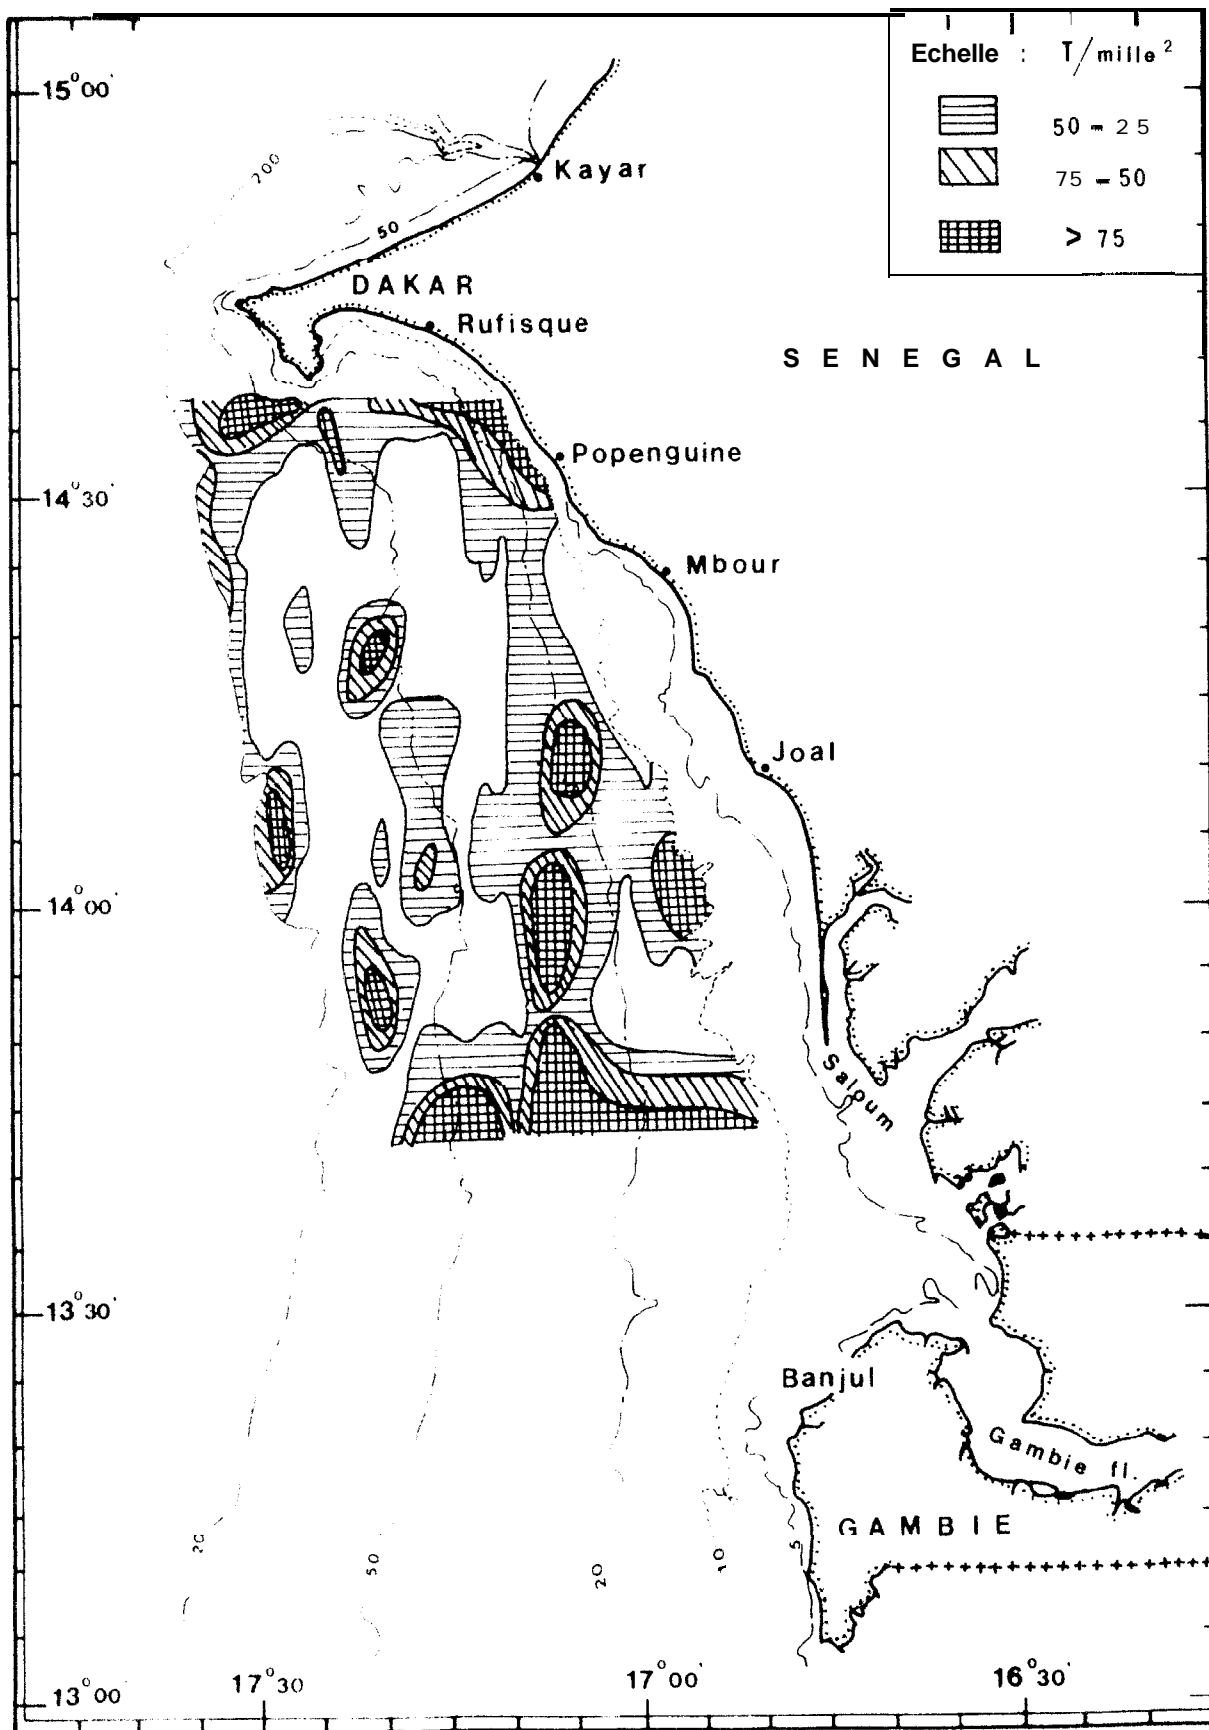 Echelle : T/mille²
50 - 25
75 - 50
> 75
15°00'
200
Kayar
50
DAKAR
Rufisque
SENEGAL
Popenguine
14°30'
Mbour
Joal
14°00'
Saloum
13°30'
Banjul
Gambie fl.
GAMBIE
20
50
20
10
5
17°30'
17°00'
16°30'
13°00'